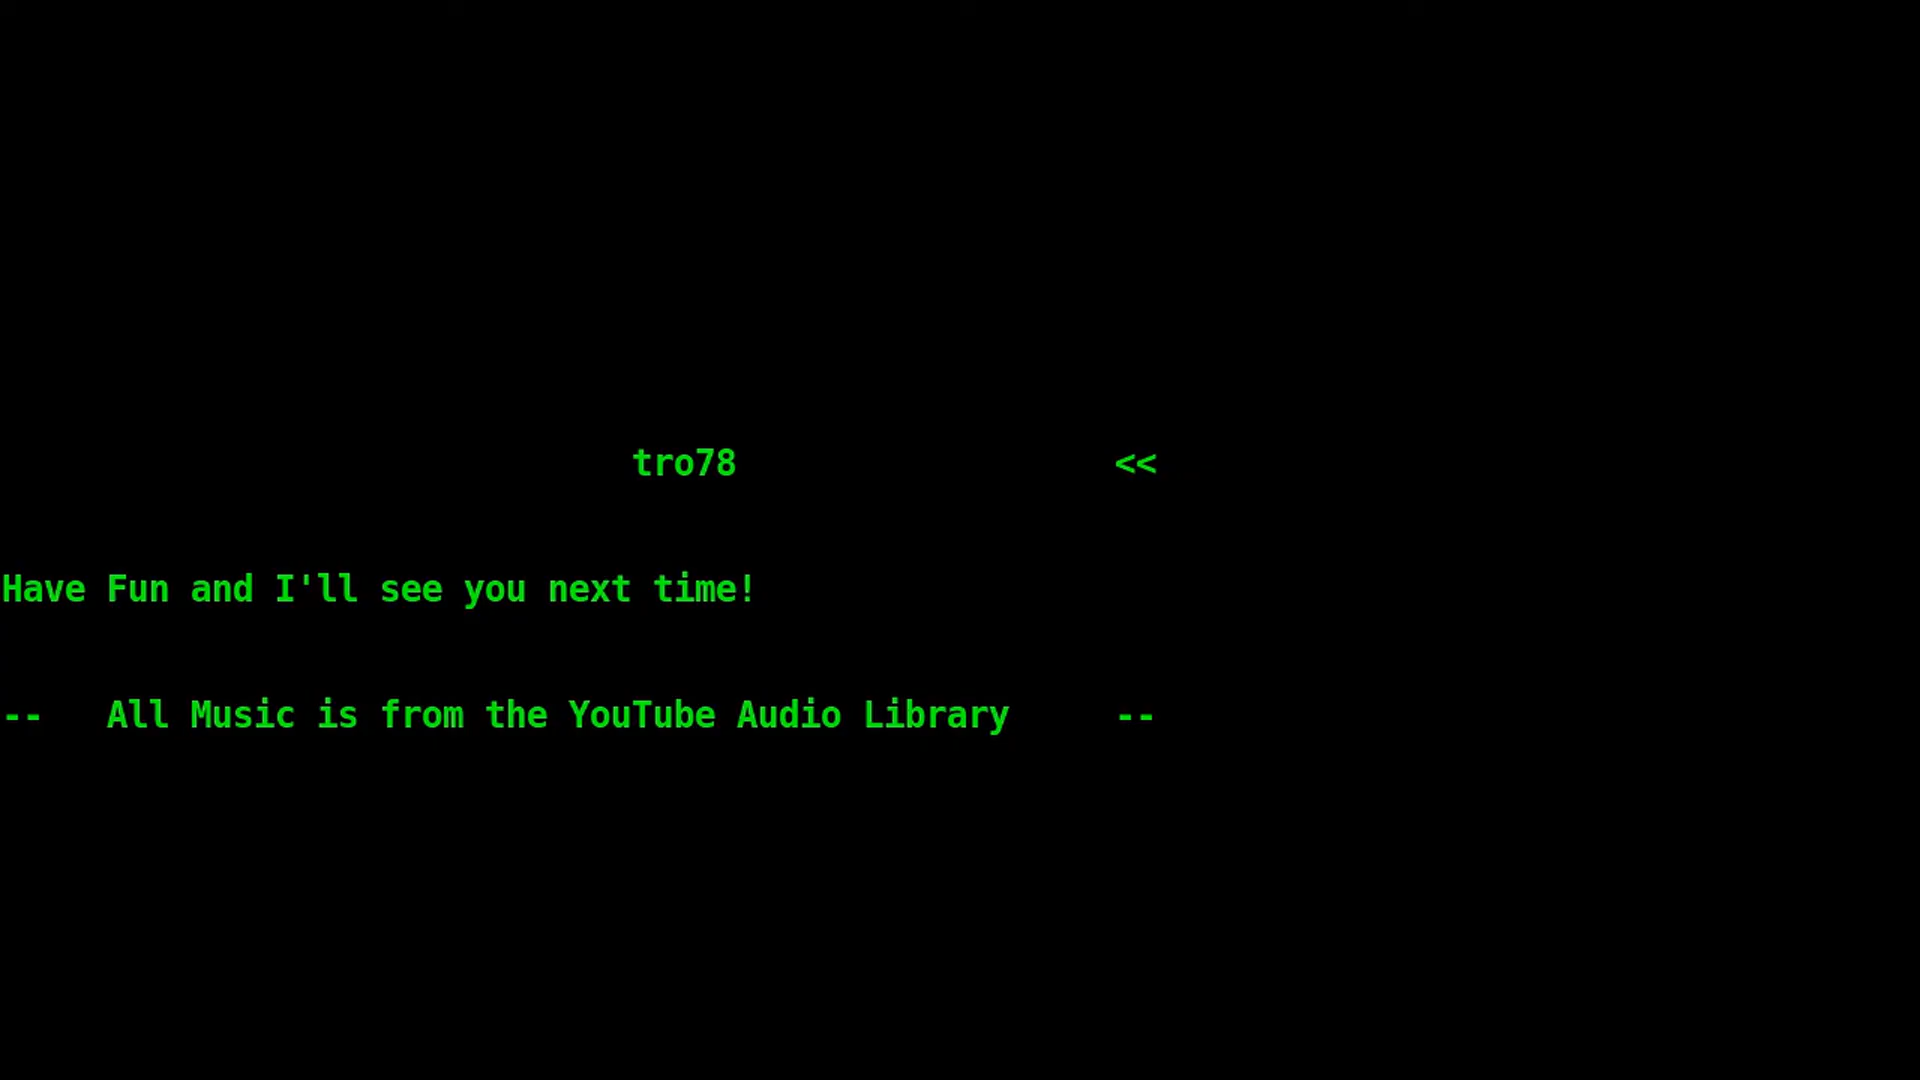 tro78 <<
Have Fun and I'll see you next time!
-- All Music is from the YouTube Audio Library --